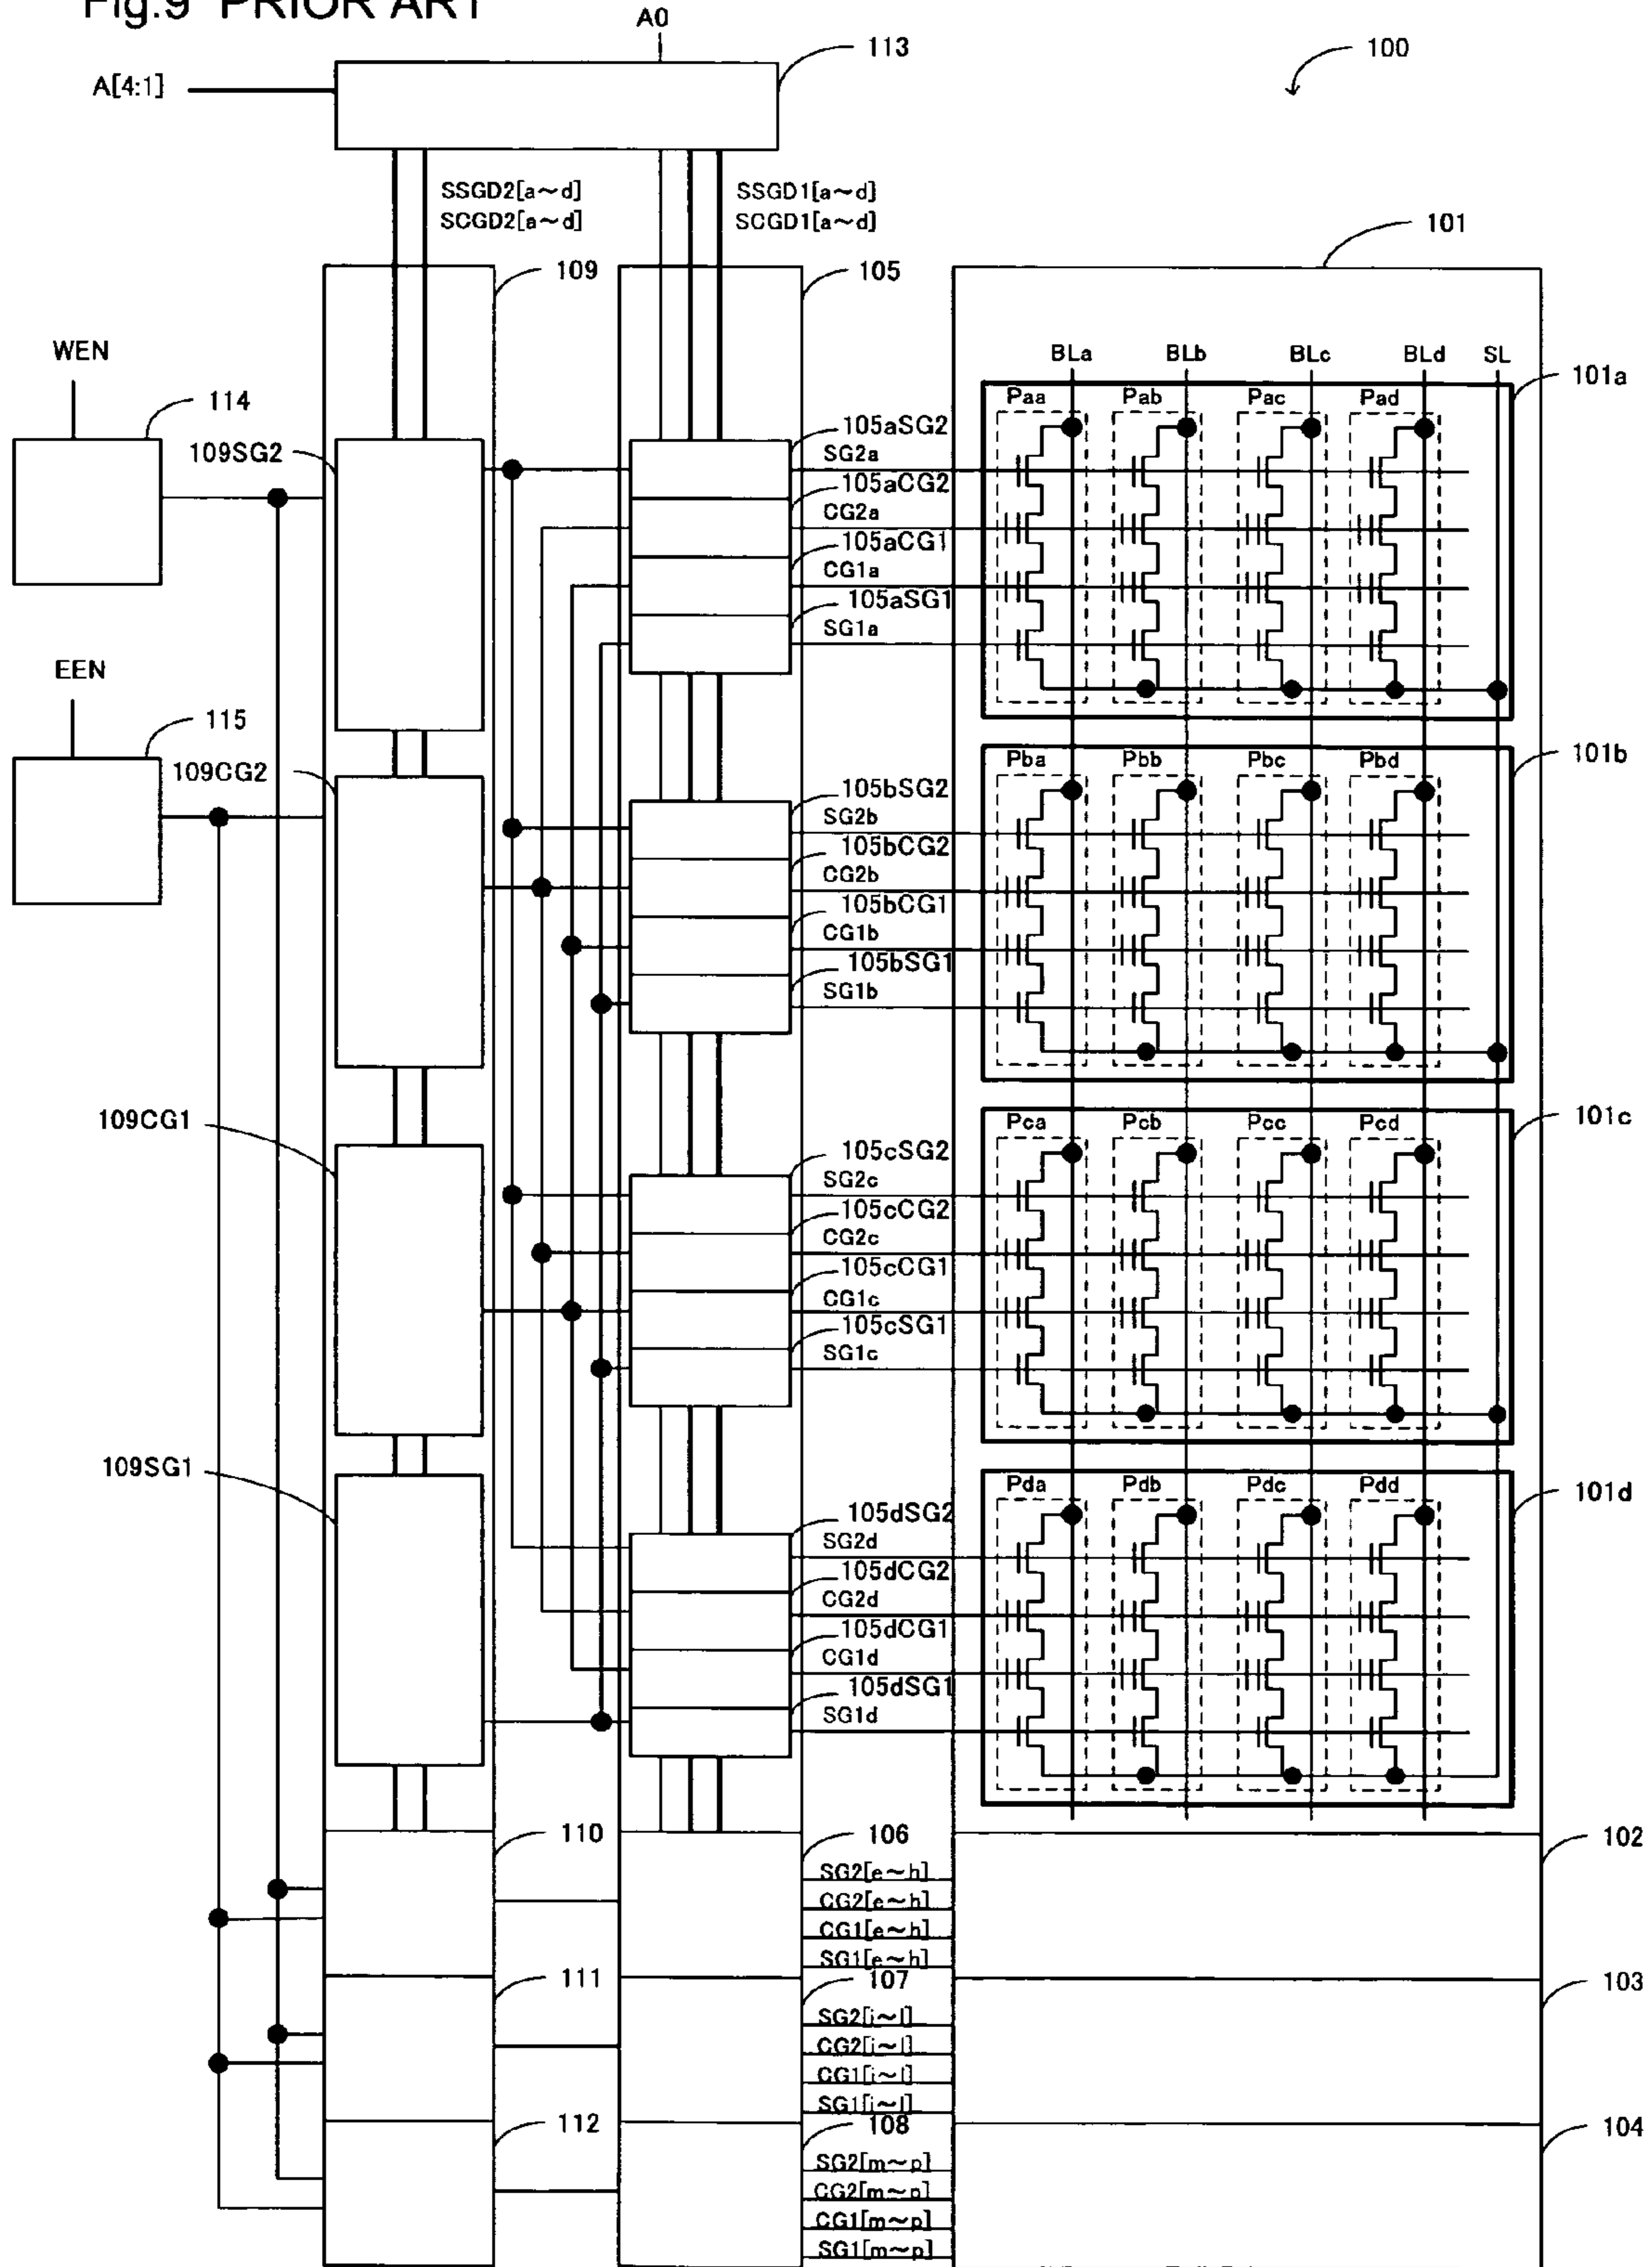 Fig.9 PRIOR ART
A0
113
100
A[4:1]
SSGD2[a~d]
SCGD2[a~d]
SSGD1[a~d]
SCGD1[a~d]
101
109
105
WEN
BLa
BLb
BLc
BLd
SL
101a
114
109SG2
Paa
Pab
Pac
Pad
105aSG2
SG2a
105aCG2
CG2a
105aCG1
CG1a
105aSG1
SG1a
EEN
115
109CG2
101b
Pba
Pbb
Pbc
Pbd
105bSG2
SG2b
105bCG2
CG2b
105bCG1
CG1b
105bSG1
SG1b
109CG1
101c
Pca
Pcb
Pcc
Pcd
105cSG2
SG2c
105cCG2
CG2c
105cCG1
CG1c
105cSG1
SG1c
109SG1
101d
Pda
Pdb
Pdc
Pdd
105dSG2
SG2d
105dCG2
CG2d
105dCG1
CG1d
105dSG1
SG1d
110
106
102
SG2[e~h]
CG2[e~h]
CG1[e~h]
SG1[e~h]
111
107
103
SG2[i~l]
CG2[i~l]
CG1[i~l]
SG1[i~l]
112
108
104
SG2[m~p]
CG2[m~p]
CG1[m~p]
SG1[m~p]